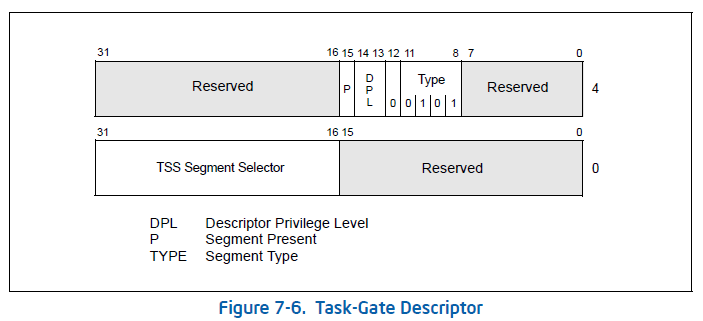 31 16 15 14 13 12 11 8 7 0
Reserved P DPL 0 Type 0 1 0 1 Reserved 4
31 16 15 0
TSS Segment Selector Reserved 0
DPL Descriptor Privilege Level
P Segment Present
TYPE Segment Type
Figure 7-6. Task-Gate Descriptor